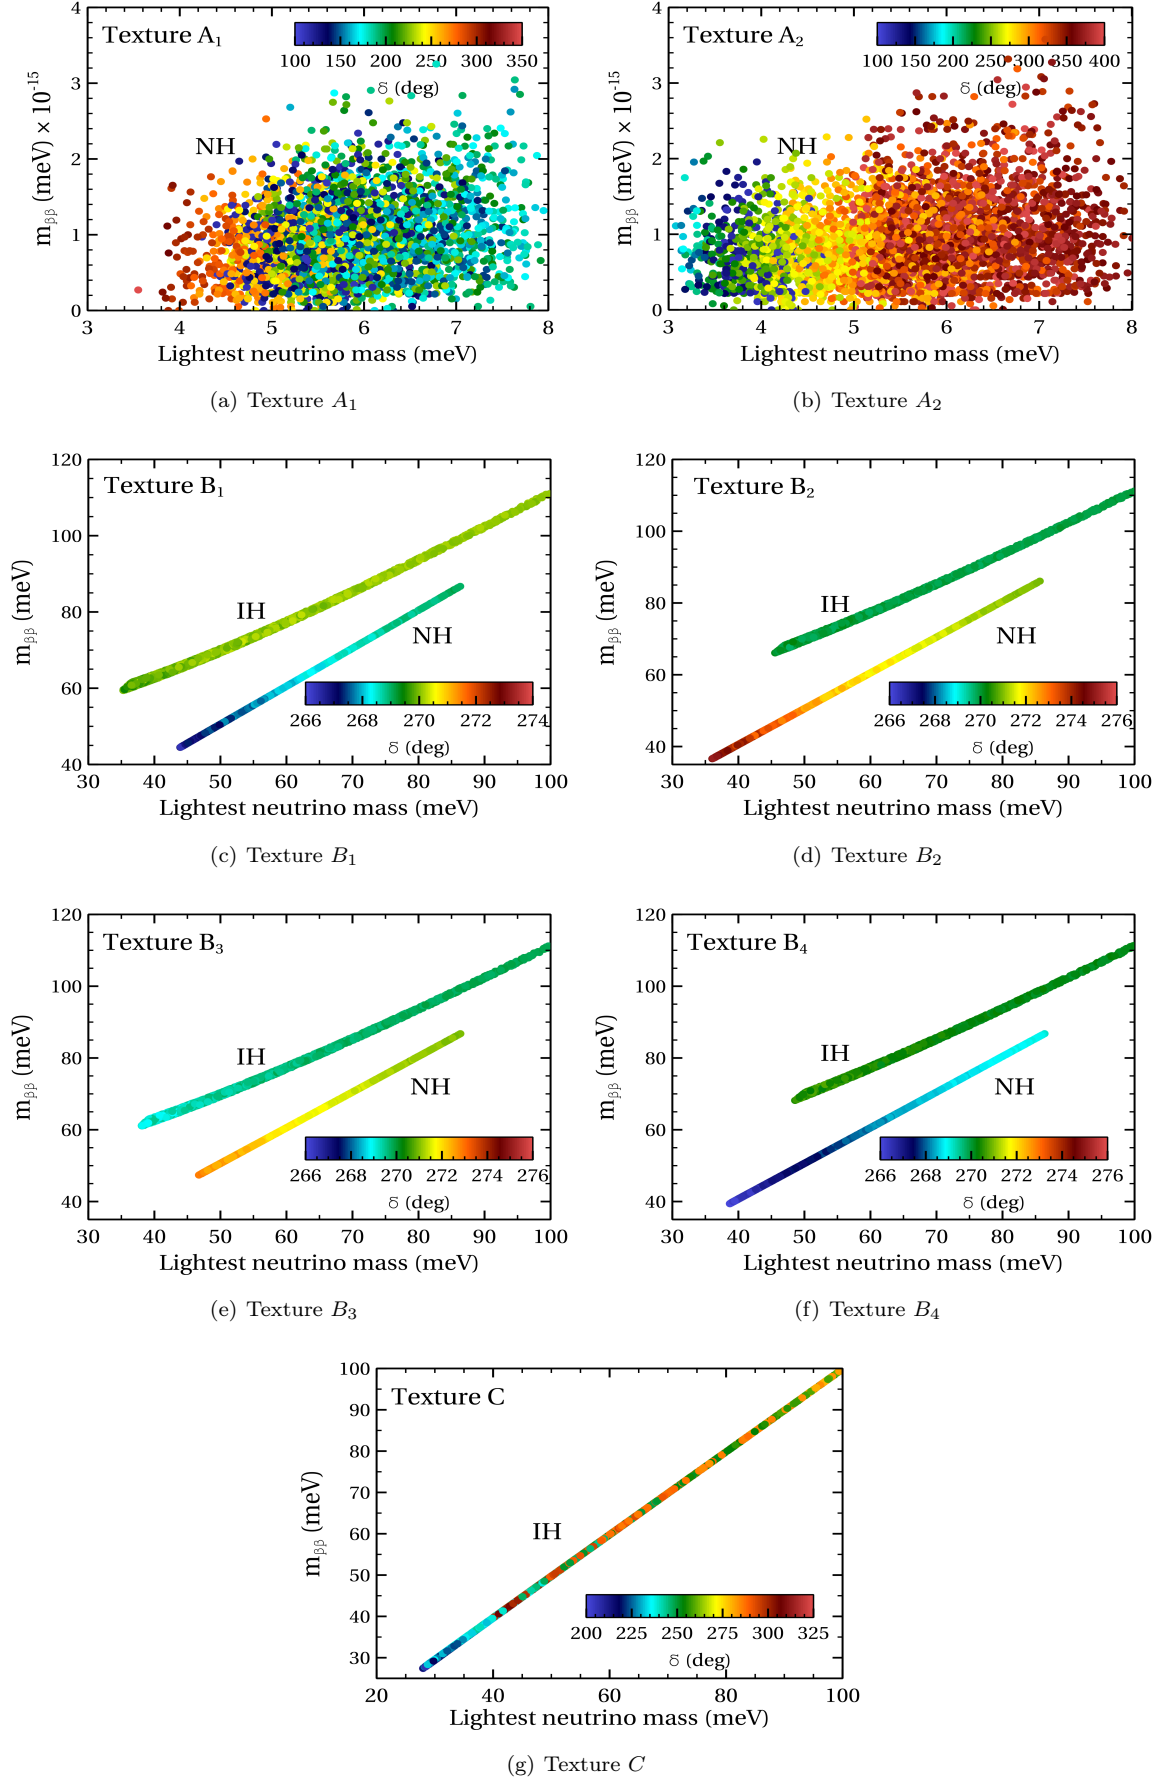 Texture A1
100 150 200 250 300 350
δ (deg)
NH
mββ (meV) × 10-15
4
3
2
1
0
3 4 5 6 7 8
Lightest neutrino mass (meV)
(a) Texture A1
Texture A2
100 150 200 250 300 350 400
δ (deg)
NH
mββ (meV) × 10-15
4
3
2
1
0
3 4 5 6 7 8
Lightest neutrino mass (meV)
(b) Texture A2
Texture B1
IH
NH
266 268 270 272 274
δ (deg)
mββ (meV)
120
100
80
60
40
30 40 50 60 70 80 90 100
Lightest neutrino mass (meV)
(c) Texture B1
Texture B2
IH
NH
266 268 270 272 274 276
δ (deg)
mββ (meV)
120
100
80
60
40
30 40 50 60 70 80 90 100
Lightest neutrino mass (meV)
(d) Texture B2
Texture B3
IH
NH
266 268 270 272 274 276
δ (deg)
mββ (meV)
120
100
80
60
40
30 40 50 60 70 80 90 100
Lightest neutrino mass (meV)
(e) Texture B3
Texture B4
IH
NH
266 268 270 272 274 276
δ (deg)
mββ (meV)
120
100
80
60
40
30 40 50 60 70 80 90 100
Lightest neutrino mass (meV)
(f) Texture B4
Texture C
IH
200 225 250 275 300 325
δ (deg)
mββ (meV)
100
90
80
70
60
50
40
30
20 40 60 80 100
Lightest neutrino mass (meV)
(g) Texture C